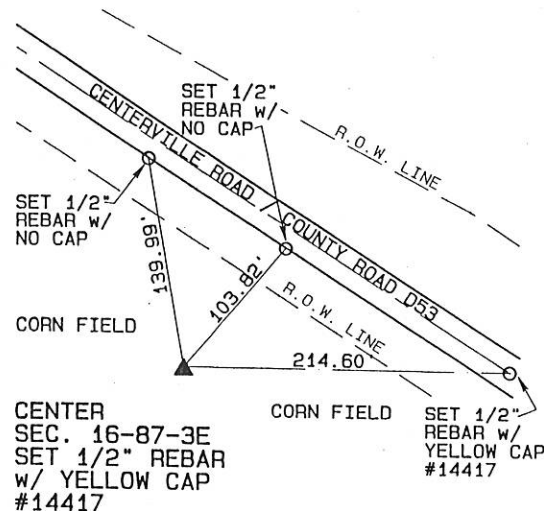 SET 1/2"
REBAR w/
NO CAP
CENTERVILLE ROAD / COUNTY ROAD D53
R.O.W. LINE
SET 1/2"
REBAR w/
NO CAP
139.99'
103.82'
R.O.W. LINE
CORN FIELD
214.60'
CENTER
SEC. 16-87-3E
SET 1/2" REBAR
w/ YELLOW CAP
#14417
CORN FIELD
SET 1/2"
REBAR w/
YELLOW CAP
#14417